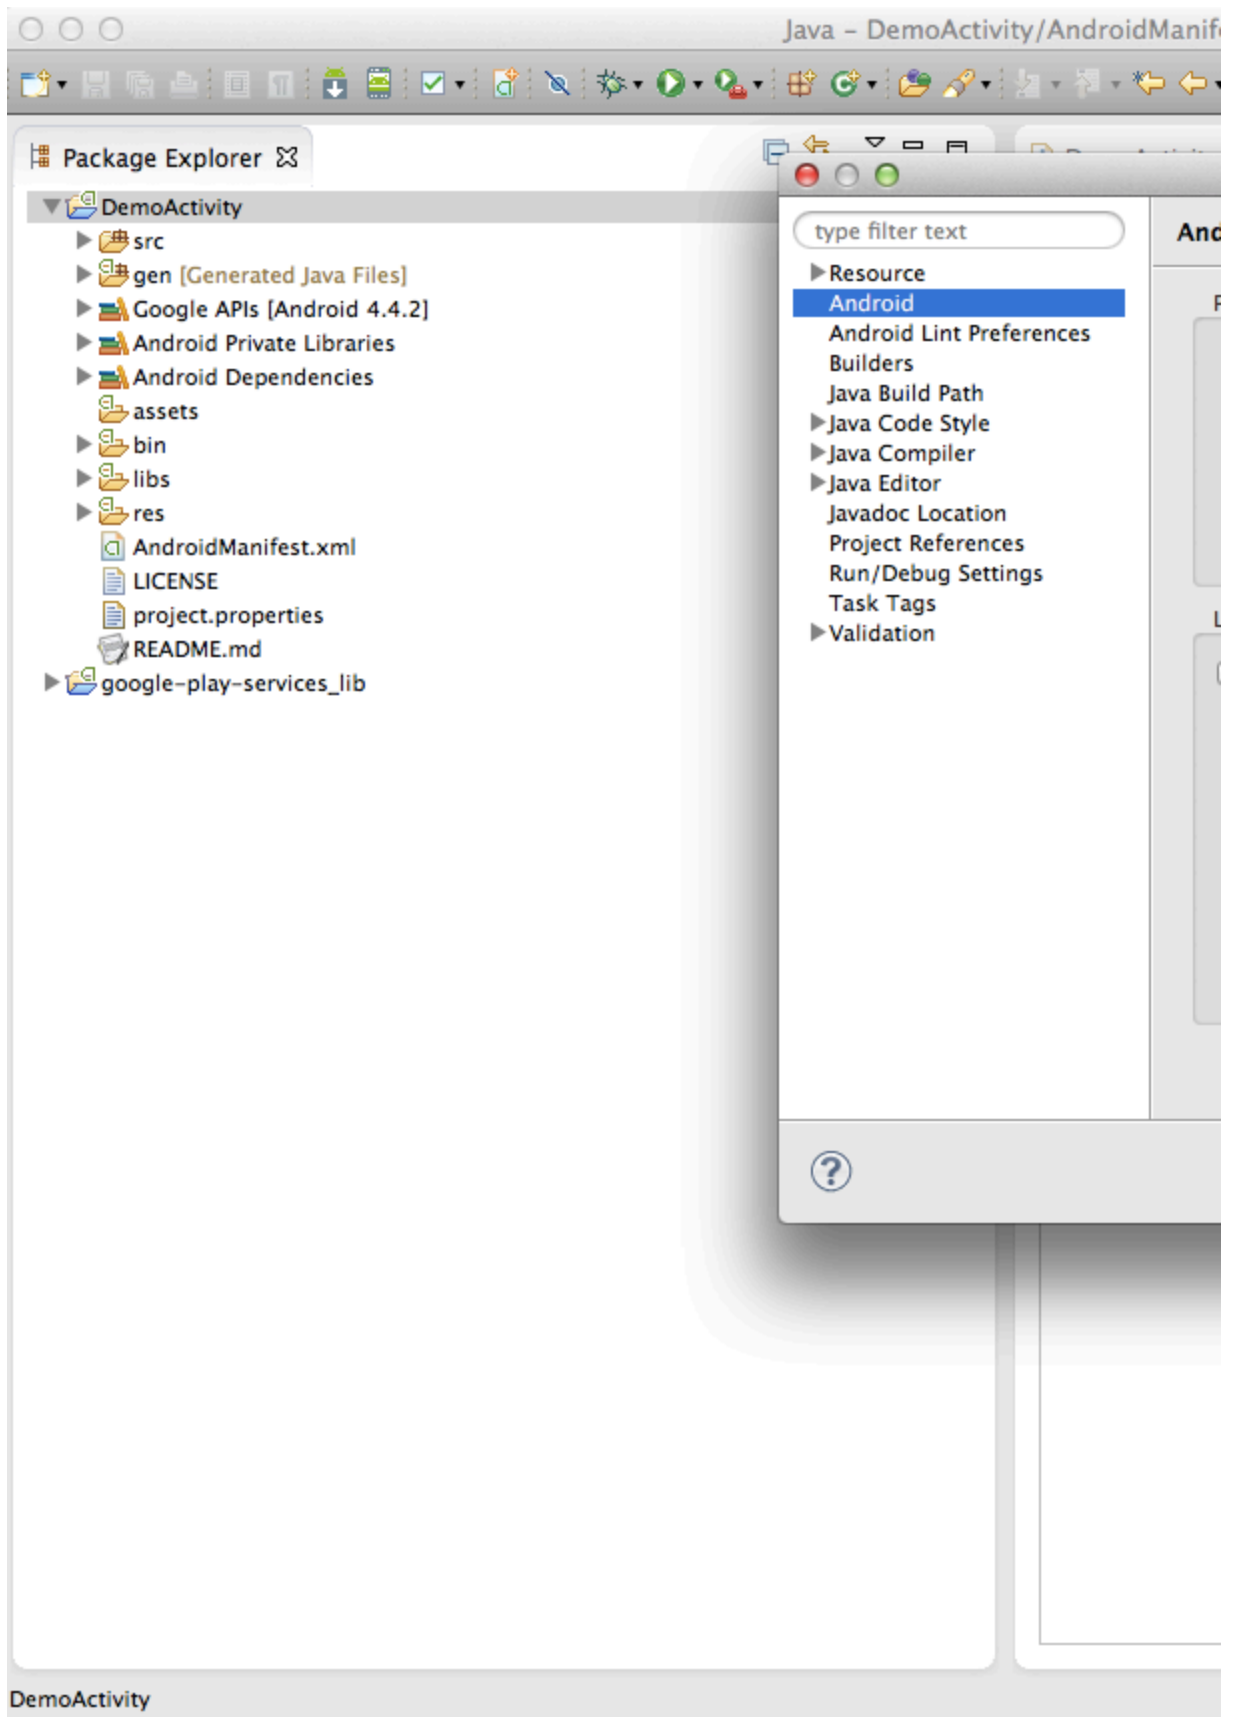 Java – DemoActivity/AndroidManif
Package Explorer
DemoActivity
src
gen [Generated Java Files]
Google APIs [Android 4.4.2]
Android Private Libraries
Android Dependencies
assets
bin
libs
res
AndroidManifest.xml
LICENSE
project.properties
README.md
google-play-services_lib
type filter text
Resource
Android
Android Lint Preferences
Builders
Java Build Path
Java Code Style
Java Compiler
Java Editor
Javadoc Location
Project References
Run/Debug Settings
Task Tags
Validation
And
DemoActivity